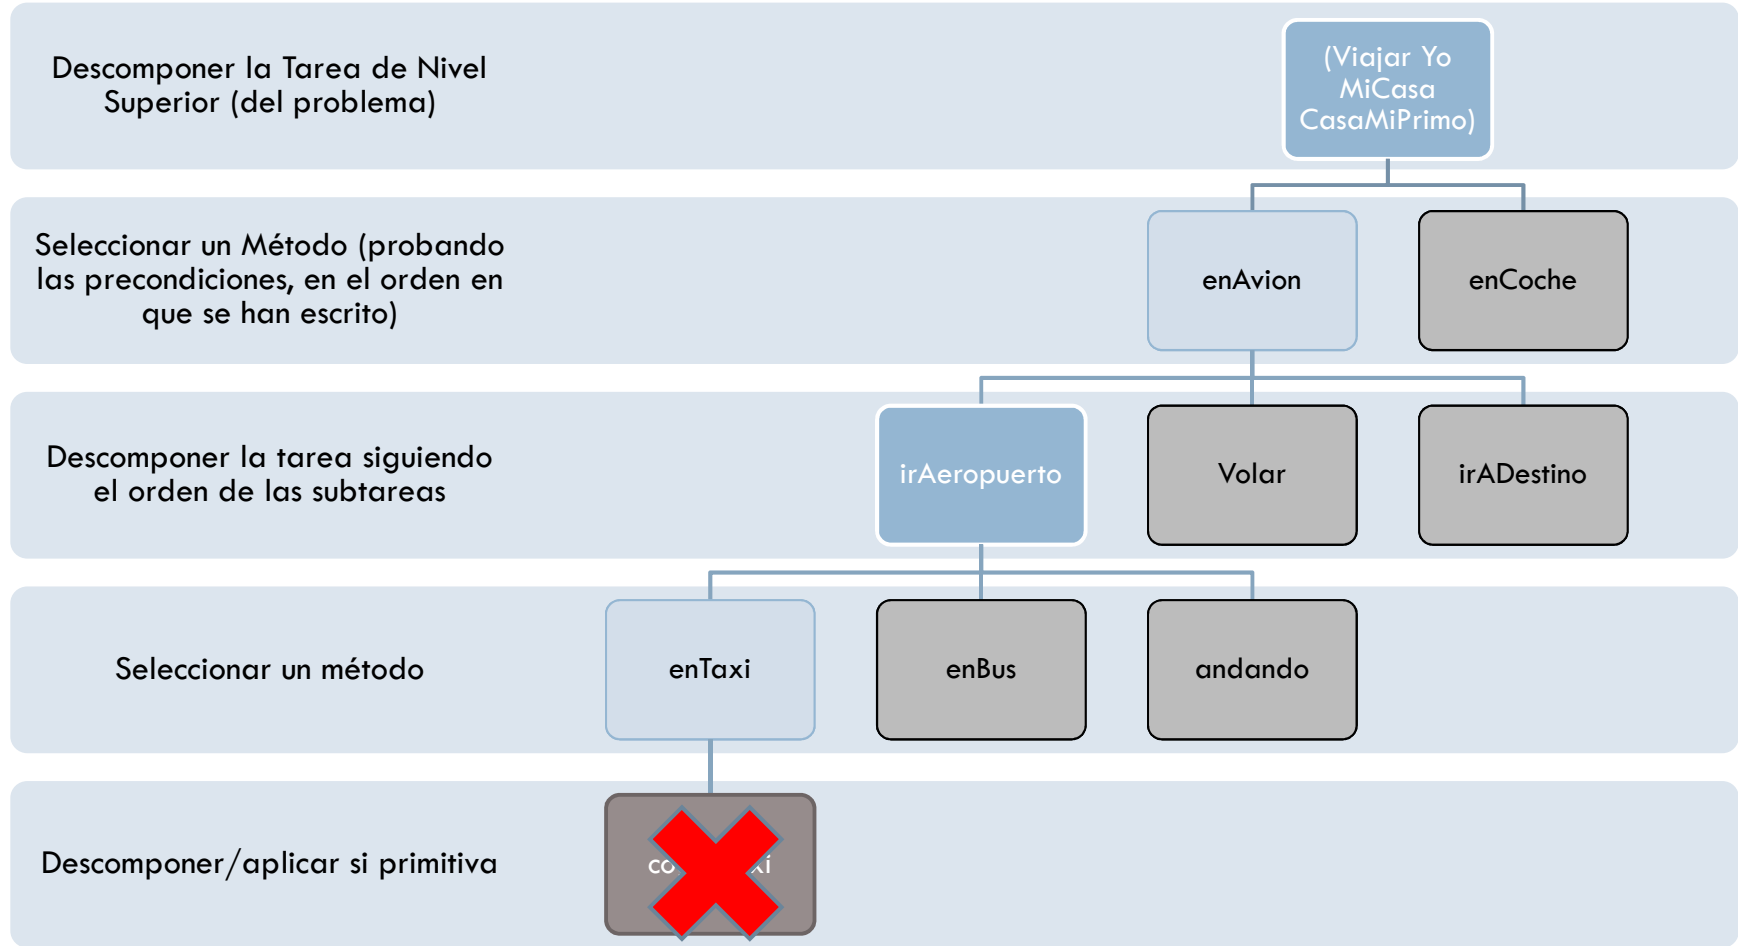 Descomponer la Tarea de Nivel
Superior (del problema)
(Viajar Yo
MiCasa
CasaMiPrimo)
Seleccionar un Método (probando
las precondiciones, en el orden en
que se han escrito)
enAvion
enCoche
Descomponer la tarea siguiendo
el orden de las subtareas
irAeropuerto
Volar
irADestino
Seleccionar un método
enTaxi
enBus
andando
Descomponer/aplicar si primitiva